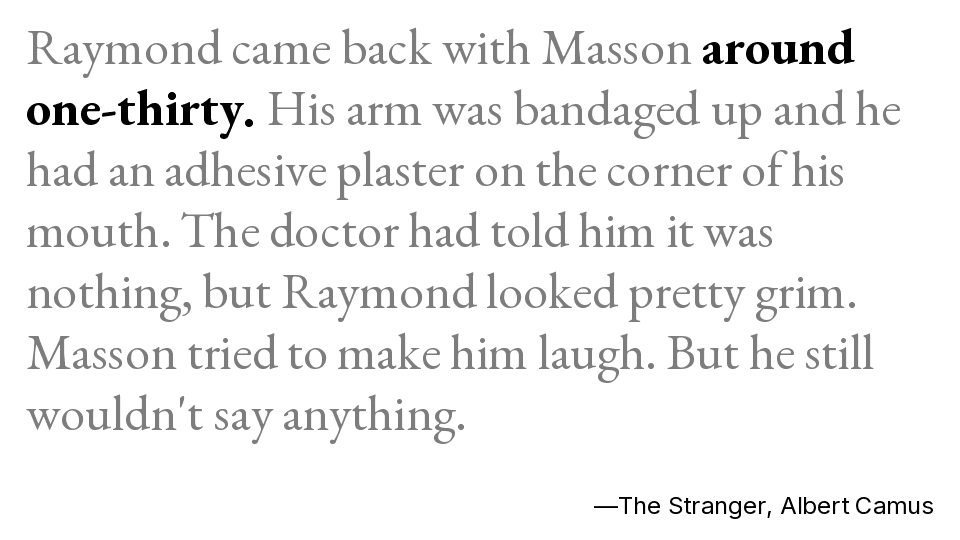 Raymond came back with Masson around
one-thirty. His arm was bandaged up and he
had an adhesive plaster on the corner of his
mouth. The doctor had told him it was
nothing, but Raymond looked pretty grim.
Masson tried to make him laugh. But he still
wouldn't say anything.
—The Stranger, Albert Camus